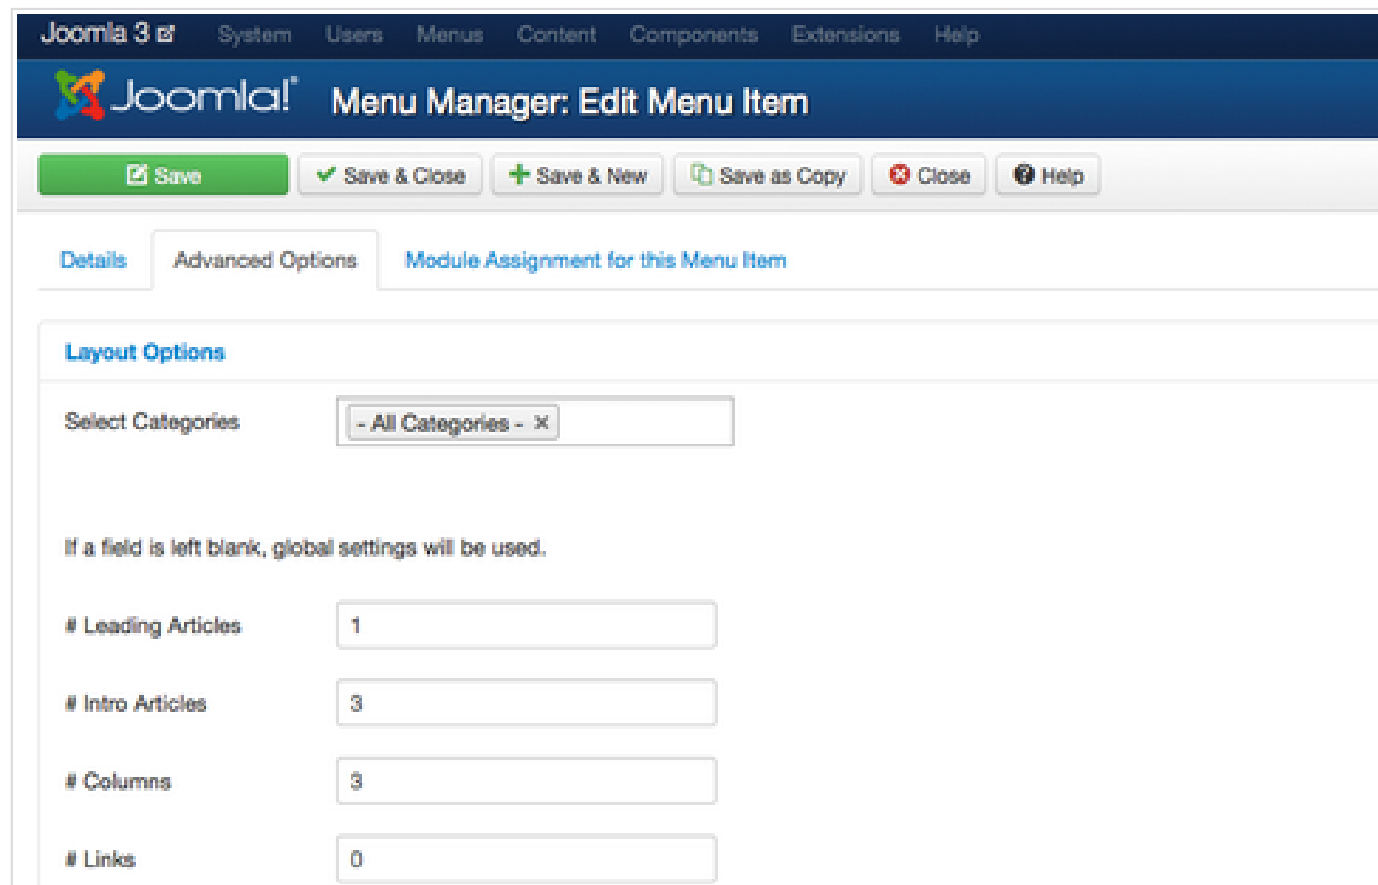 Joomla 3 System Users Menus Content Components Extensions Help
Joomla!® Menu Manager: Edit Menu Item
Save Save & Close Save & New Save as Copy Close Help
Details Advanced Options Module Assignment for this Menu Item
Layout Options
Select Categories - All Categories - ×
If a field is left blank, global settings will be used.
# Leading Articles 1
# Intro Articles 3
# Columns 3
# Links 0